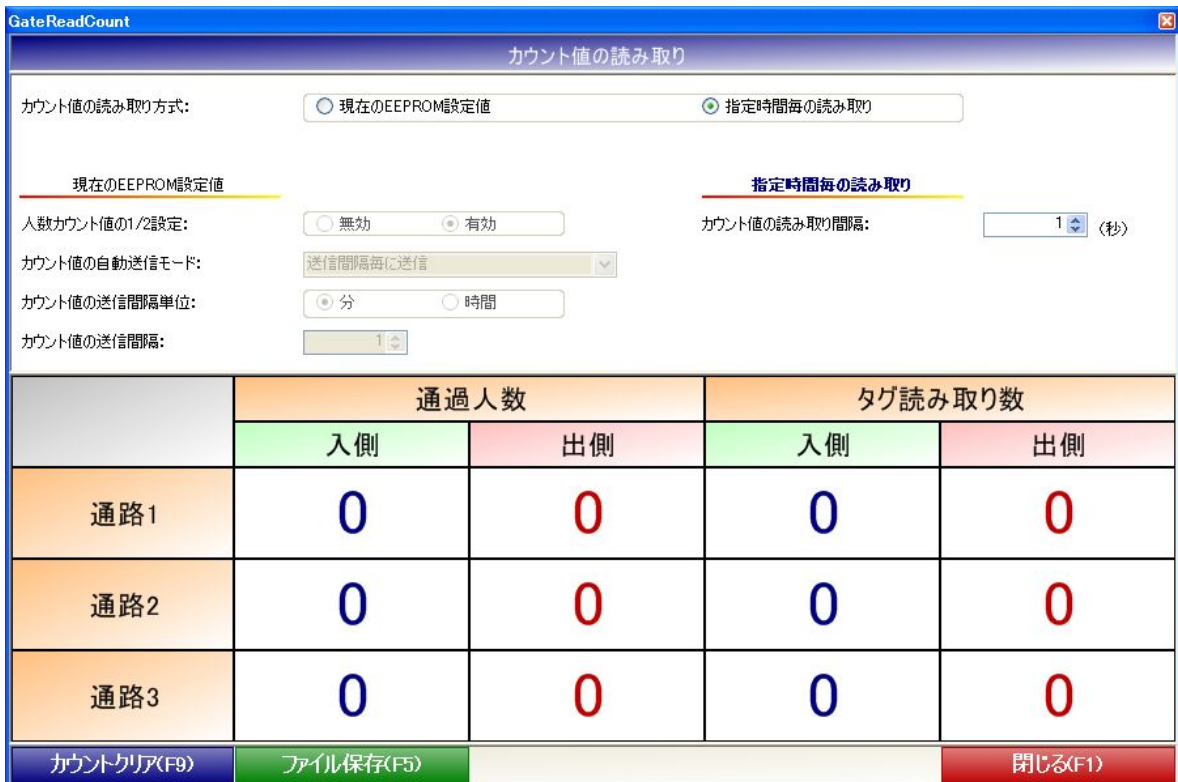 GateReadCount
カウント値の読み取り
カウント値の読み取り方式: 現在のEEPROM設定値 指定時間毎の読み取り
現在のEEPROM設定値 指定時間毎の読み取り
人数カウント値の1/2設定: 無効 有効 カウント値の読み取り間隔: 1 (秒)
カウント値の自動送信モード: 送信間隔毎に送信
カウント値の送信間隔単位: 分 時間
カウント値の送信間隔: 1
通過人数 タグ読み取り数
入側 出側 入側 出側
通路1 0 0 0 0
通路2 0 0 0 0
通路3 0 0 0 0
カウントクリア(F9) ファイル保存(F5) 閉じる(F1)